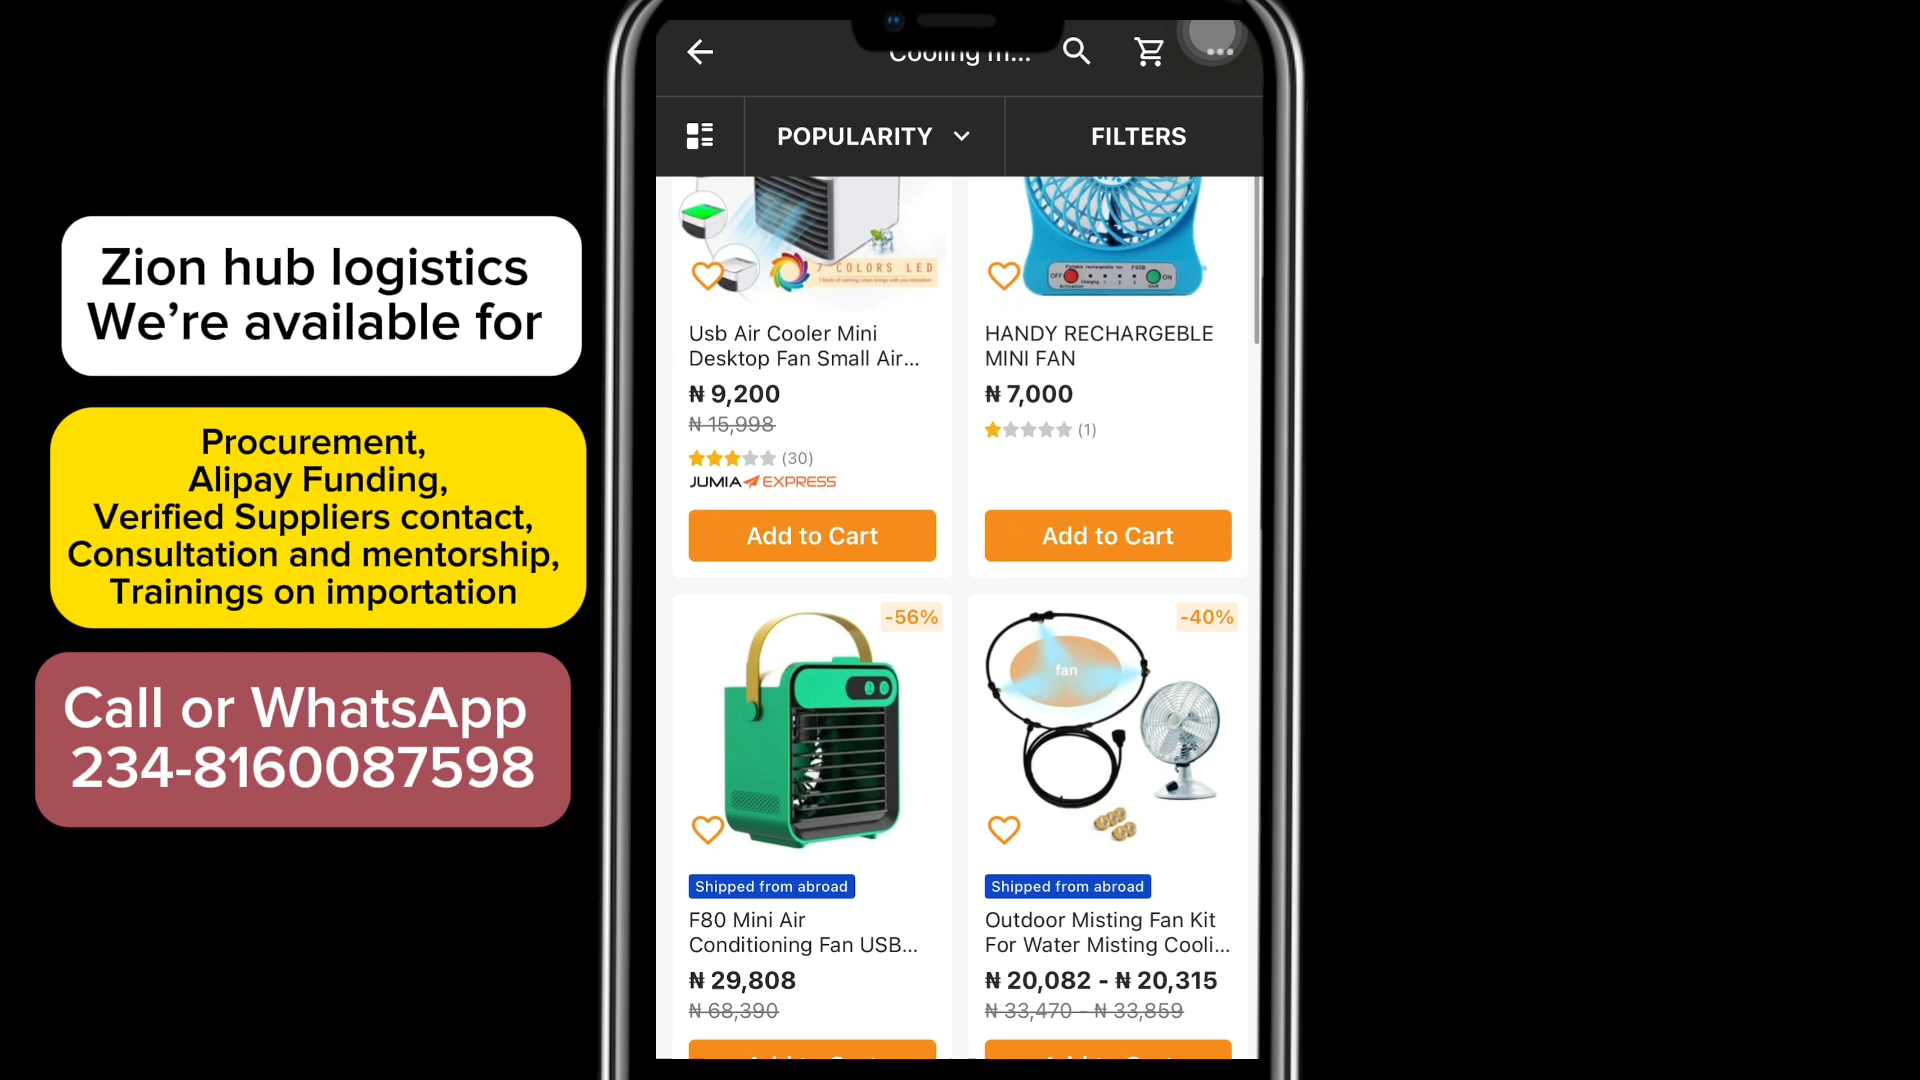 Zion hub logistics
We're available for
Procurement,
Alipay Funding,
Verified Suppliers contact,
Consultation and mentorship,
Trainings on importation
Call or WhatsApp
234-8160087598
Cooling m...
POPULARITY
FILTERS
7 COLORS LED
OFF
ON
Usb Air Cooler Mini
Desktop Fan Small Air...
₦ 9,200
₦ 15,998
(30)
JUMIA EXPRESS
Add to Cart
HANDY RECHARGEBLE
MINI FAN
₦ 7,000
(1)
Add to Cart
-56%
Shipped from abroad
F80 Mini Air
Conditioning Fan USB...
₦ 29,808
₦ 68,390
-40%
fan
Shipped from abroad
Outdoor Misting Fan Kit
For Water Misting Cooli...
₦ 20,082 - ₦ 20,315
₦ 33,470 - ₦ 33,859